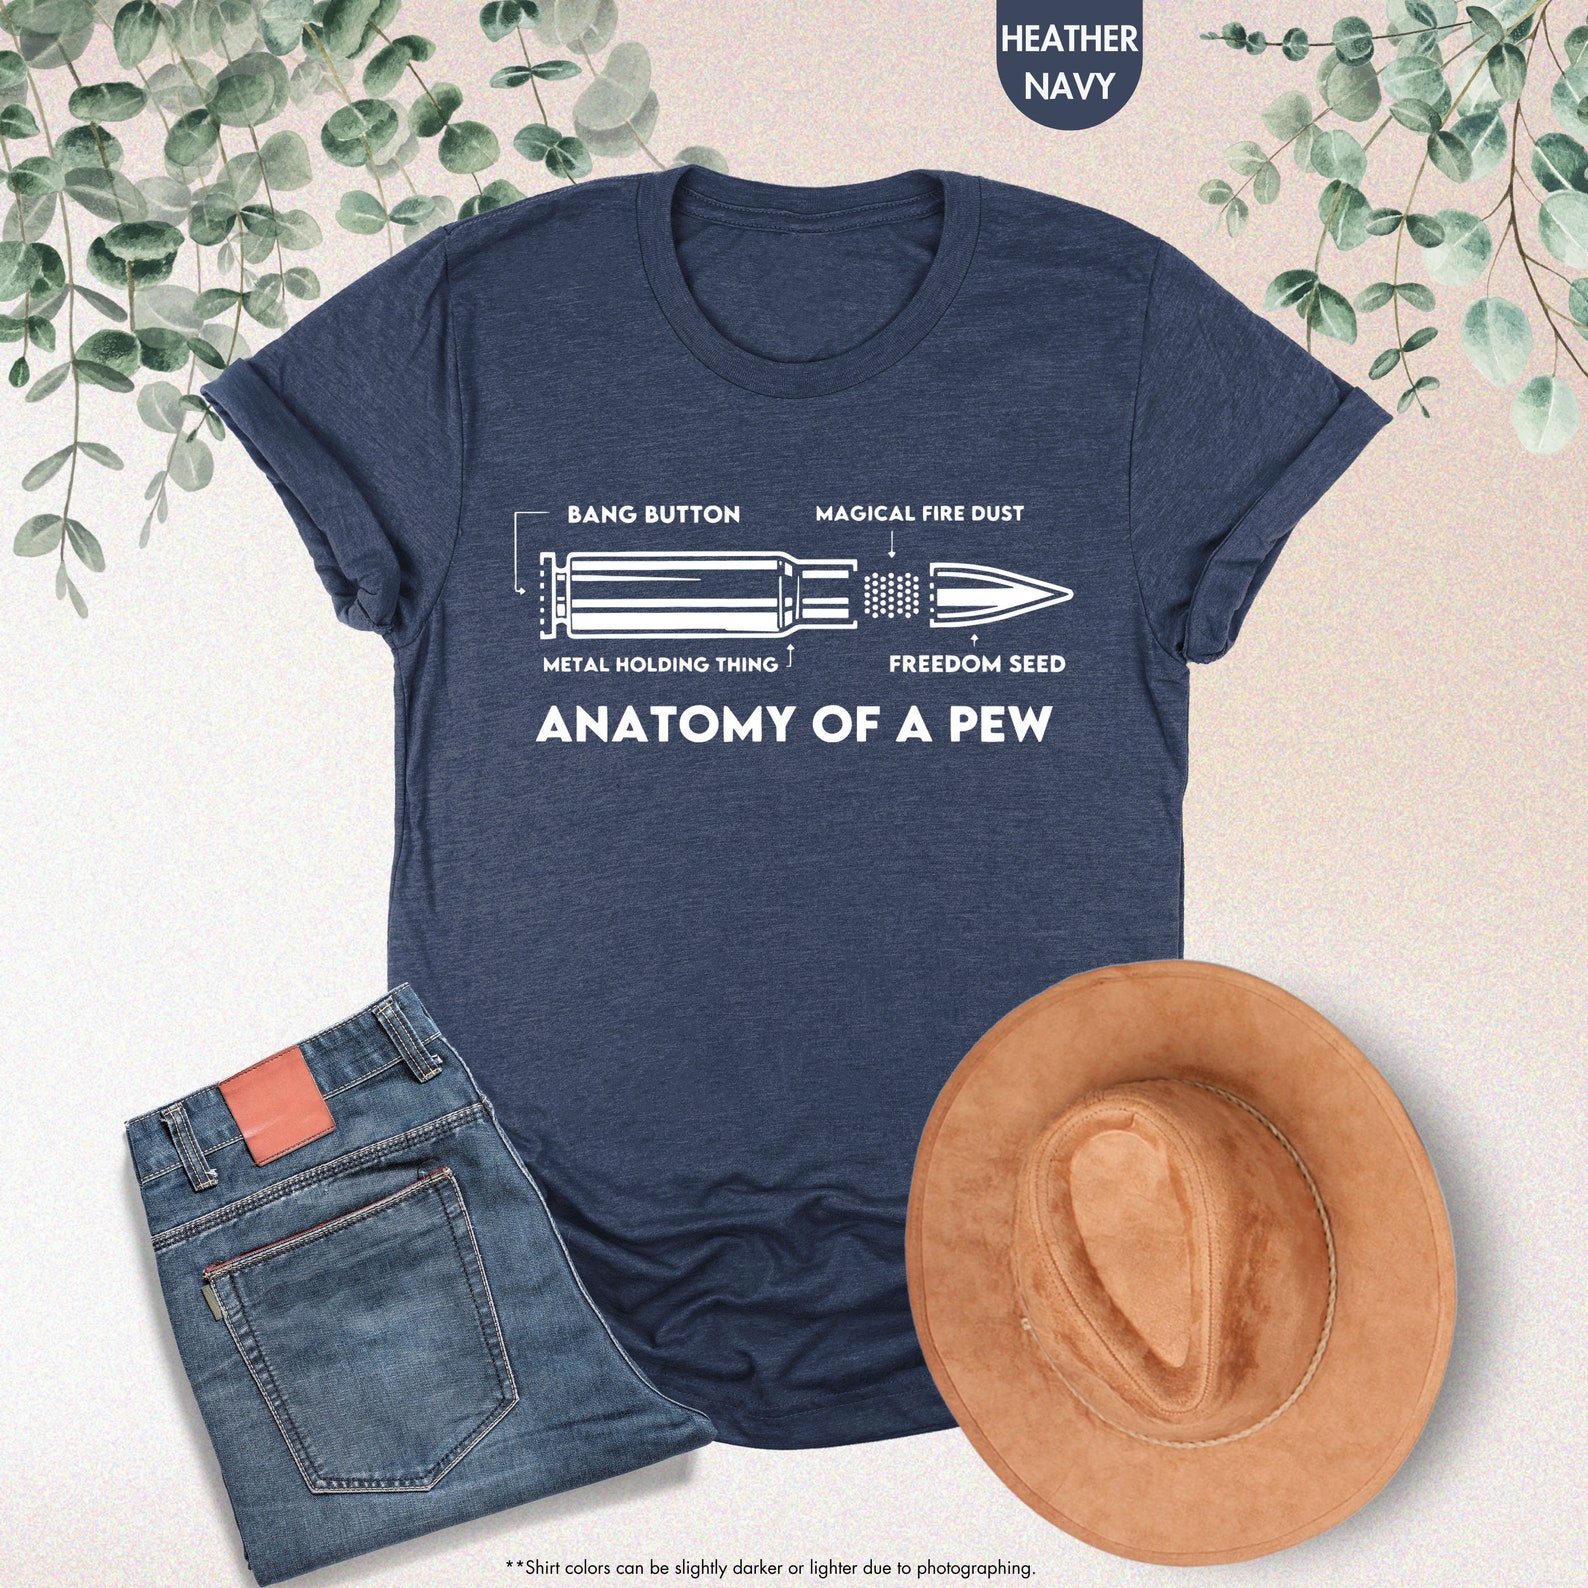 HEATHER
NAVY
BANG BUTTON
MAGICAL FIRE DUST
METAL HOLDING THING
FREEDOM SEED
ANATOMY OF A PEW
**Shirt colors can be slightly darker or lighter due to photographing.